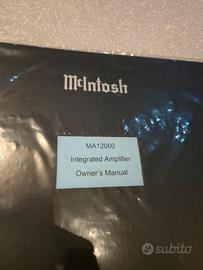 McIntosh
MA12000
Integrated Amplifier
Owner's Manual
subito